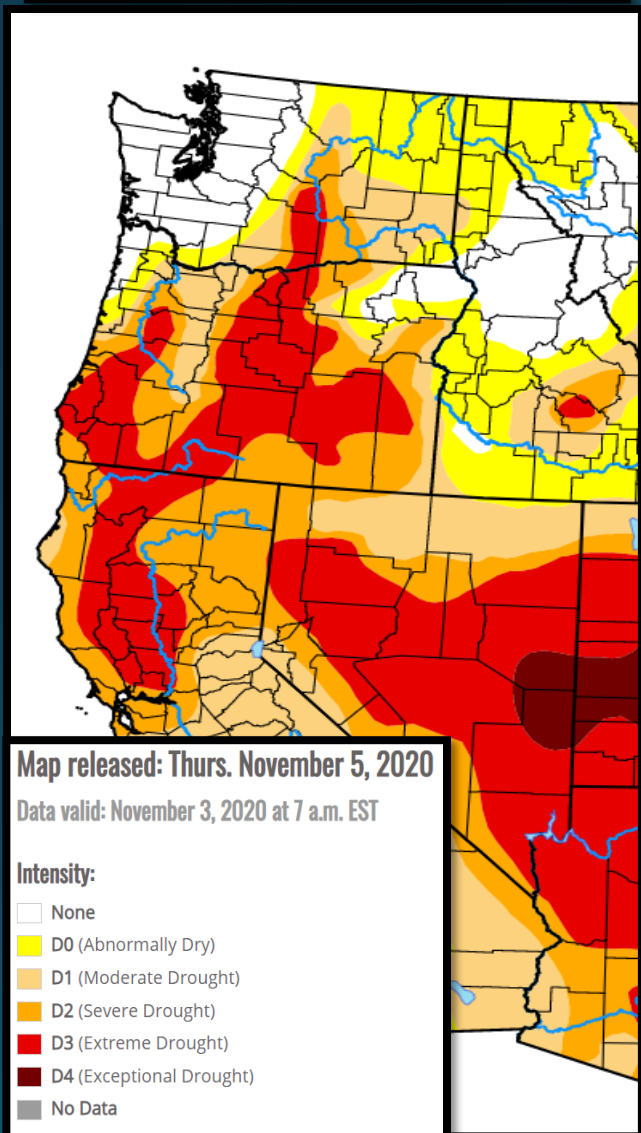 Map released: Thurs. November 5, 2020
Data valid: November 3, 2020 at 7 a.m. EST
Intensity:
None
D0 (Abnormally Dry)
D1 (Moderate Drought)
D2 (Severe Drought)
D3 (Extreme Drought)
D4 (Exceptional Drought)
No Data